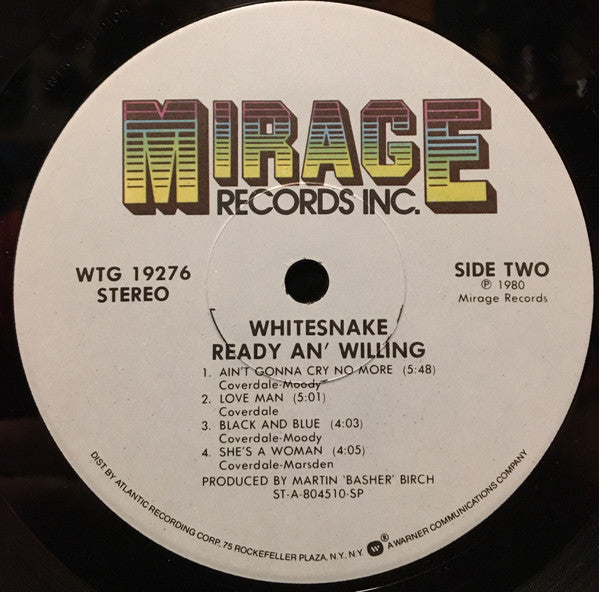 MIRAGE
RECORDS INC.
WTG 19276
STEREO
SIDE TWO
℗ 1980
Mirage Records
WHITESNAKE
READY AN' WILLING
1. AIN'T GONNA CRY NO MORE (5:48)
Coverdale-Moody
2. LOVE MAN (5:01)
Coverdale
3. BLACK AND BLUE (4:03)
Coverdale-Moody
4. SHE'S A WOMAN (4:05)
Coverdale-Marsden
PRODUCED BY MARTIN 'BASHER' BIRCH
ST-A-804510-SP
DIST BY ATLANTIC RECORDING CORP, 75 ROCKEFELLER PLAZA, N.Y., N.Y. ® A WARNER COMMUNICATIONS COMPANY